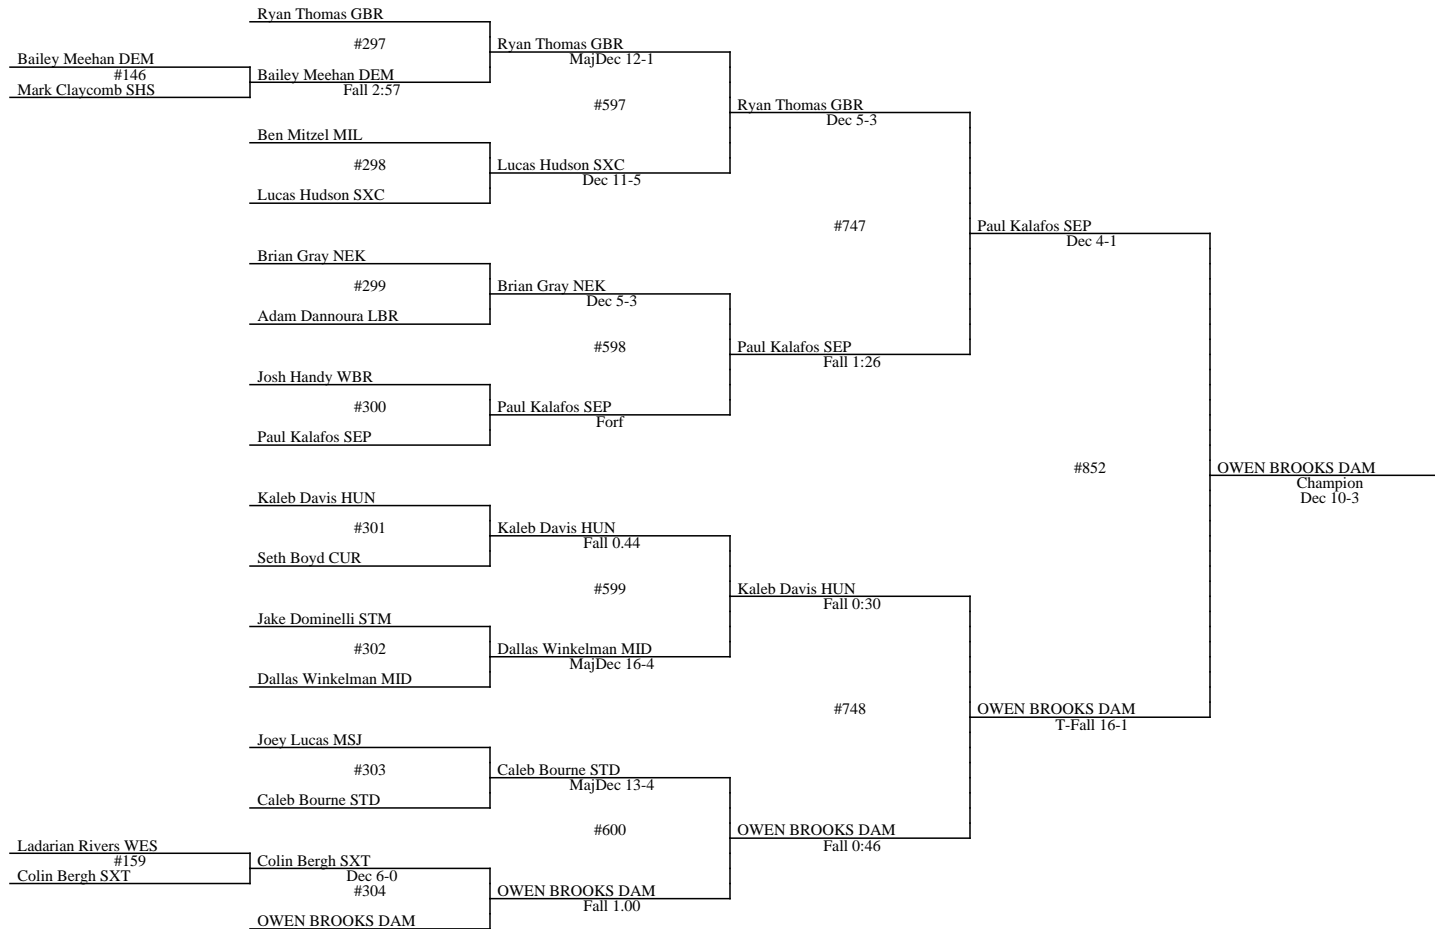 Ryan Thomas GBR
#297
Ryan Thomas GBR
MajDec 12-1
Bailey Meehan DEM
#146
Mark Claycomb SHS
Bailey Meehan DEM
Fall 2:57
#597
Ryan Thomas GBR
Dec 5-3
Ben Mitzel MIL
#298
Lucas Hudson SXC
Dec 11-5
Lucas Hudson SXC
#747
Paul Kalafos SEP
Dec 4-1
Brian Gray NEK
#299
Brian Gray NEK
Dec 5-3
Adam Dannoura LBR
#598
Paul Kalafos SEP
Fall 1:26
Josh Handy WBR
#300
Paul Kalafos SEP
Forf
Paul Kalafos SEP
#852
OWEN BROOKS DAM
Champion
Dec 10-3
Kaleb Davis HUN
#301
Kaleb Davis HUN
Fall 0.44
Seth Boyd CUR
#599
Kaleb Davis HUN
Fall 0:30
Jake Dominelli STM
#302
Dallas Winkelman MID
MajDec 16-4
Dallas Winkelman MID
#748
OWEN BROOKS DAM
T-Fall 16-1
Joey Lucas MSJ
#303
Caleb Bourne STD
MajDec 13-4
Caleb Bourne STD
#600
OWEN BROOKS DAM
Fall 0:46
Ladarian Rivers WES
#159
Colin Bergh SXT
Colin Bergh SXT
Dec 6-0
#304
OWEN BROOKS DAM
Fall 1.00
OWEN BROOKS DAM